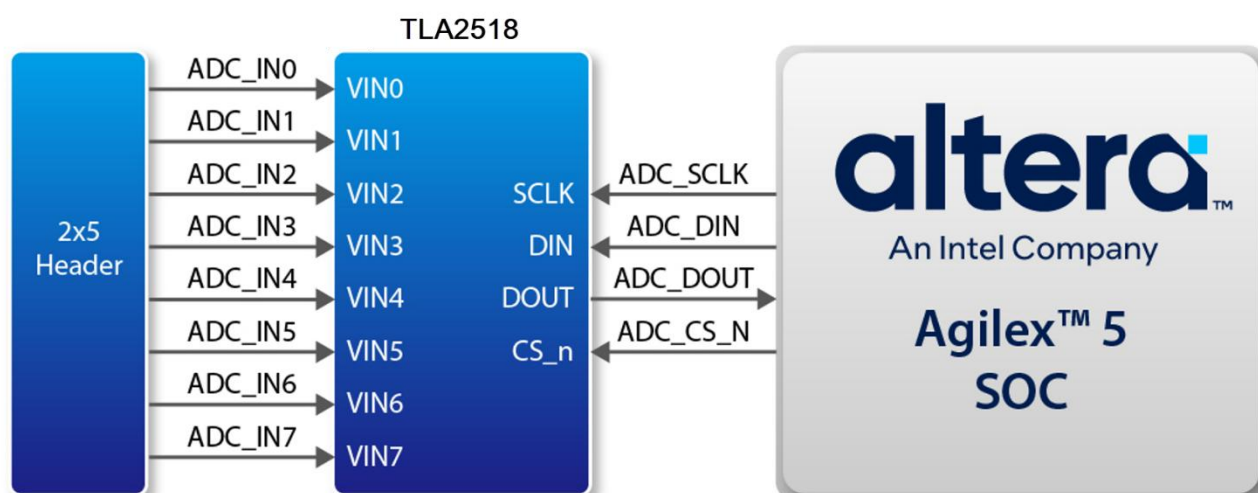 TLA2518
2x5
Header
ADC_IN0
ADC_IN1
ADC_IN2
ADC_IN3
ADC_IN4
ADC_IN5
ADC_IN6
ADC_IN7
VIN0
VIN1
VIN2
VIN3
VIN4
VIN5
VIN6
VIN7
SCLK
DIN
DOUT
CS_n
ADC_SCLK
ADC_DIN
ADC_DOUT
ADC_CS_N
altera™
An Intel Company
Agilex™ 5
SOC